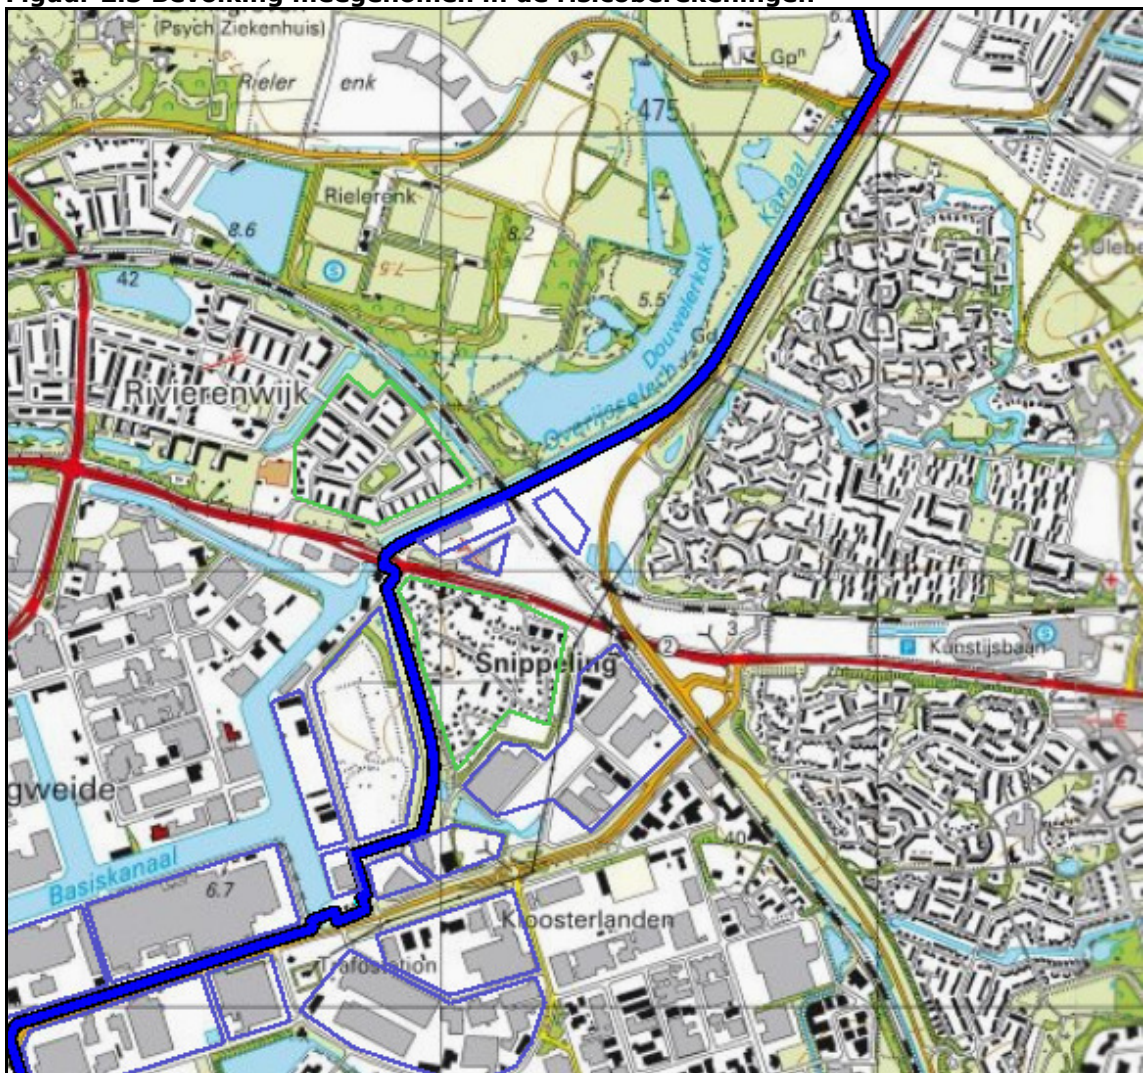 Figuur 2.3 Bevolking meegenomen in de risicoberekeningen
(Psych Ziekenhuis)
Rieler enk
Gpⁿ
475
Kanaal
Rielerenk
8.6
8.2
7.5
S
42
5.5
Douwelerkolk
Overijsselsch
Rivierenwijk
Snippeling
2
3
P
Kunstijsbaan
S
gweide
Basiskanaal
6.7
40
Kloosterlanden
Trafostation